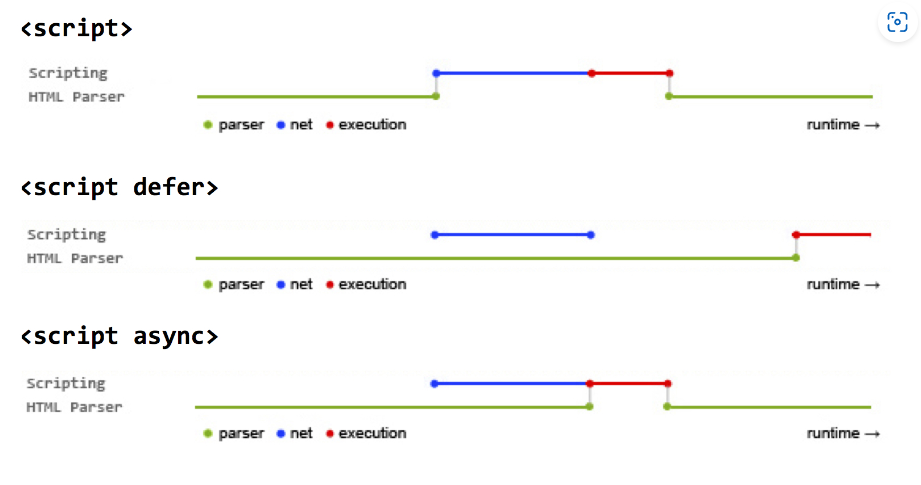 <script>
Scripting
HTML Parser
parser net execution runtime →
<script defer>
Scripting
HTML Parser
parser net execution runtime →
<script async>
Scripting
HTML Parser
parser net execution runtime →